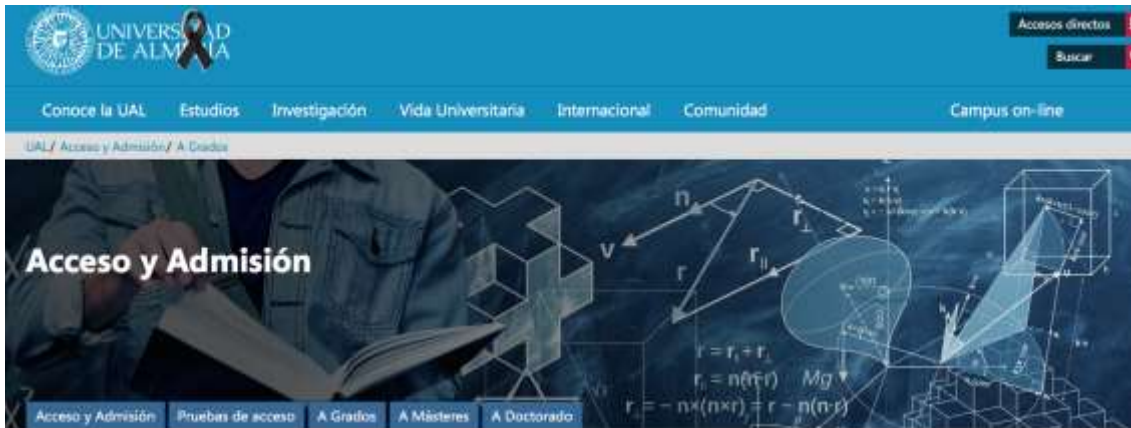 UNIVERSIDAD
DE ALMERÍA
Accesos directos
Buscar
Conoce la UAL Estudios Investigación Vida Universitaria Internacional Comunidad Campus on-line
UAL/ Acceso y Admisión/ A Grados
Acceso y Admisión
n
r⊥
v
r
r||
r = r|| + r⊥
Mg
= - n×(n×r) = r - n(n·r)
Acceso y Admisión Pruebas de acceso A Grados A Másteres A Doctorado